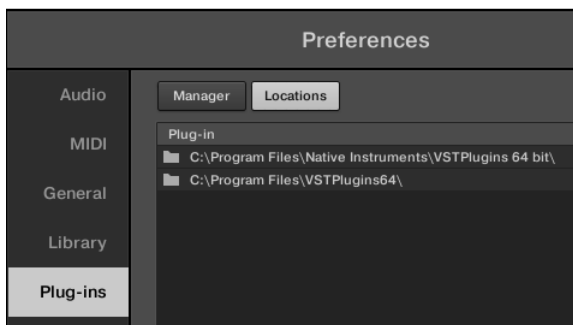 Preferences
Audio
Manager
Locations
MIDI
Plug-in
C:\Program Files\Native Instruments\VSTPlugins 64 bit\
C:\Program Files\VSTPlugins64\
General
Library
Plug-ins